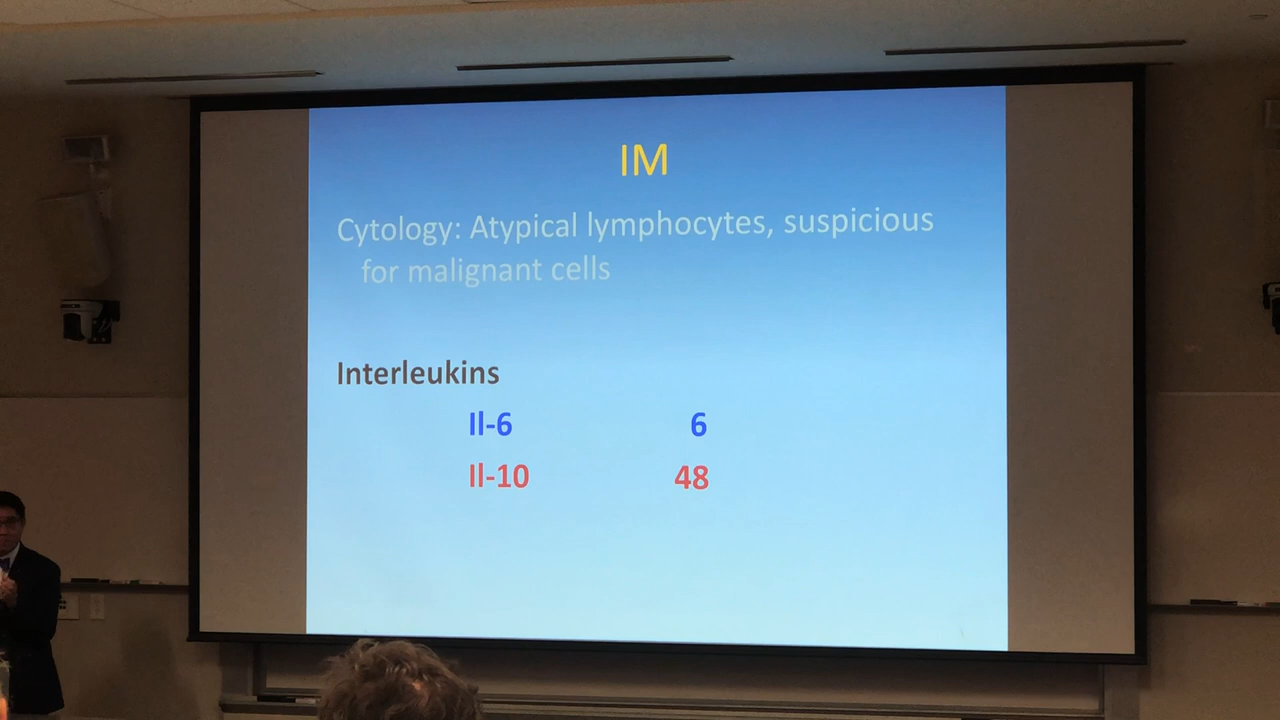 IM
Cytology: Atypical lymphocytes, suspicious
for malignant cells
Interleukins
Il-6 6
Il-10 48